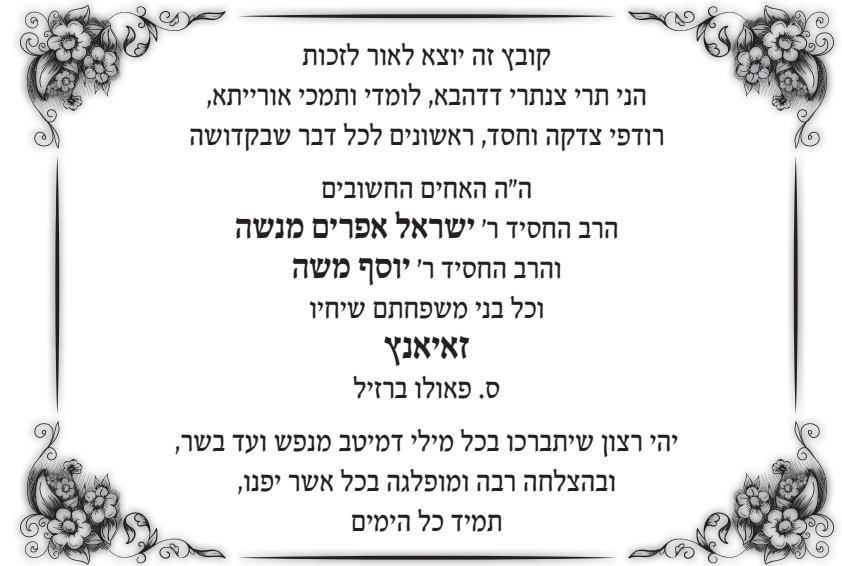 קובץ זה יוצא לאור לזכות
הני תרי צנתרי דדהבא, לומדי ותמכי אורייתא,
רודפי צדקה וחסד, ראשונים לכל דבר שבקדושה
ה"ה האחים החשובים
הרב החסיד ר' ישראל אפרים מנשה
והרב החסיד ר' יוסף משה
וכל בני משפחתם שיחיו
זאיאנץ
ס. פאולו ברזיל
יהי רצון שיתברכו בכל מילי דמיטב מנפש ועד בשר,
ובהצלחה רבה ומופלגה בכל אשר יפנו,
תמיד כל הימים